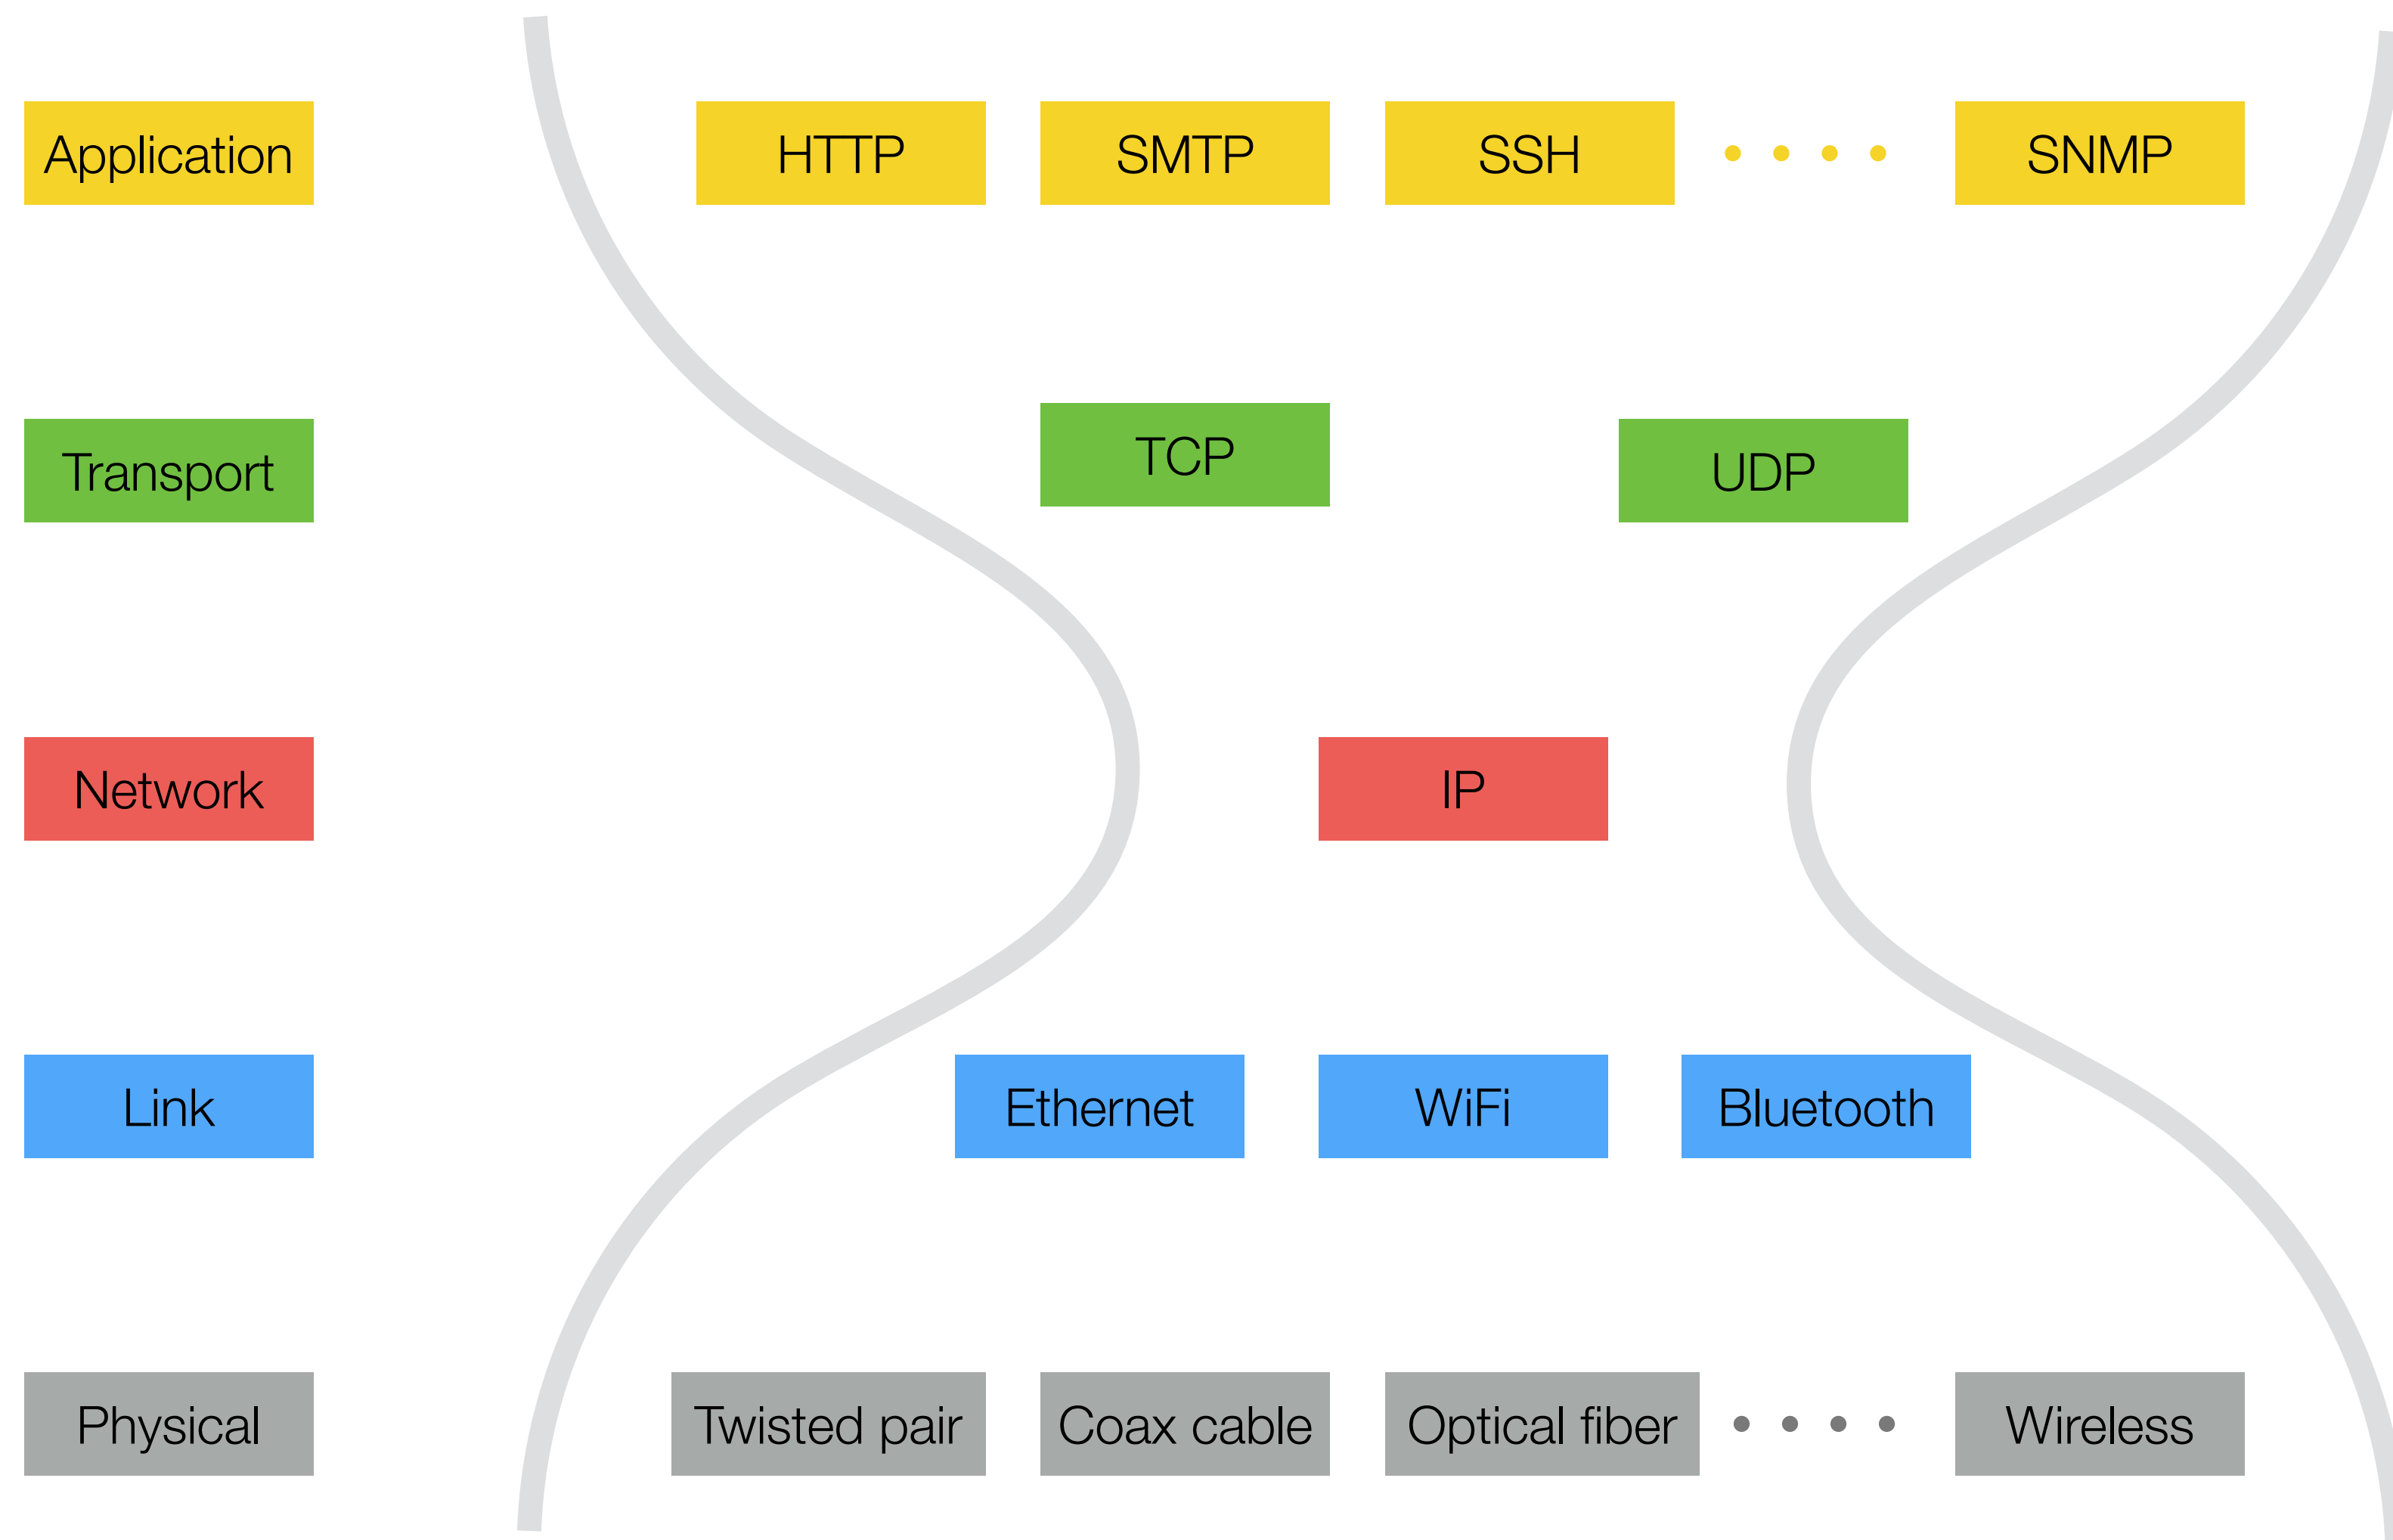 Application
HTTP
SMTP
SSH
SNMP
Transport
TCP
UDP
Network
IP
Link
Ethernet
WiFi
Bluetooth
Physical
Twisted pair
Coax cable
Optical fiber
Wireless